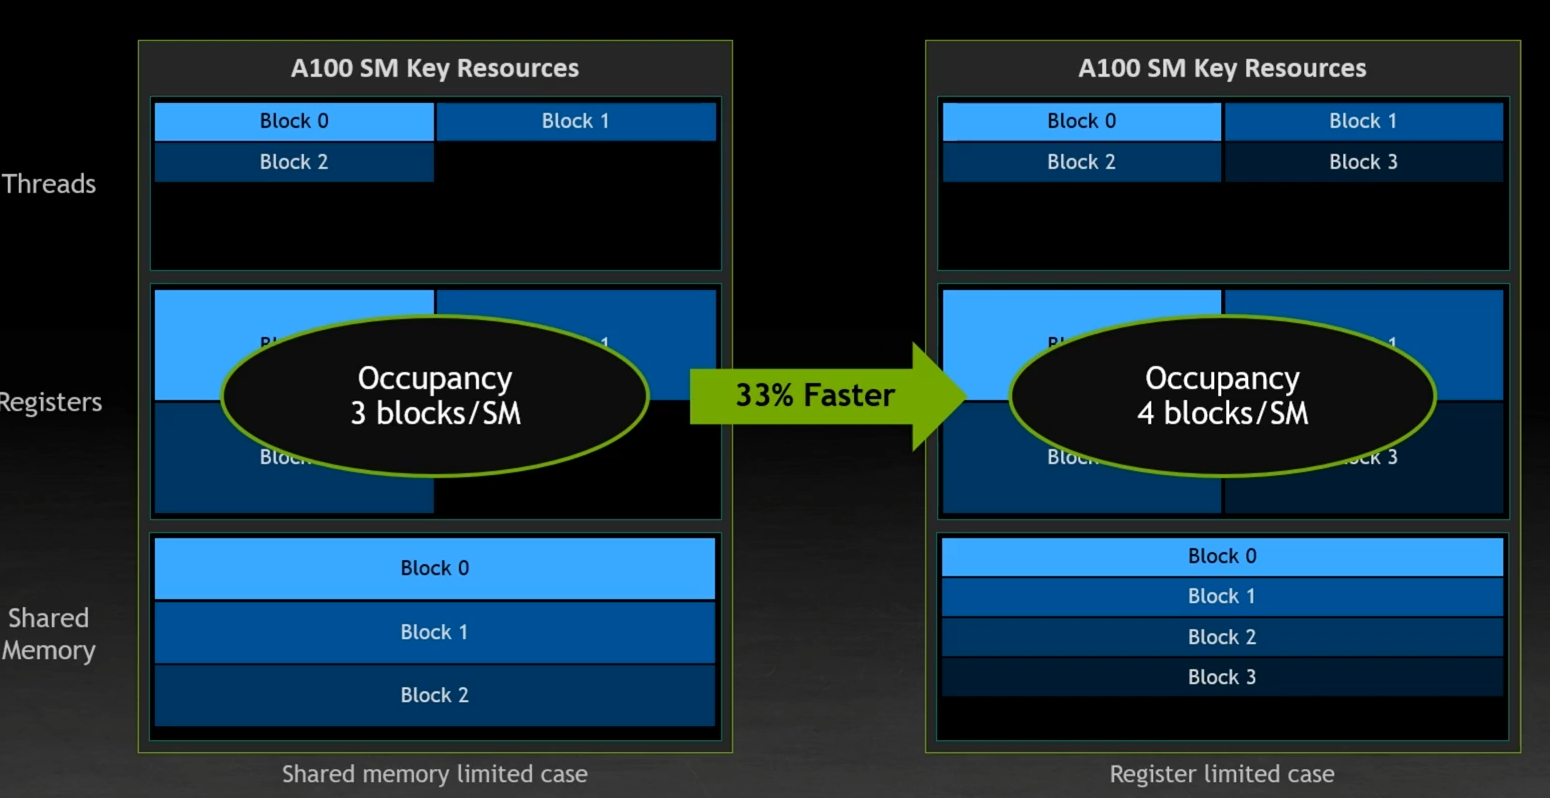 A100 SM Key Resources
Threads
Block 0
Block 1
Block 2
Registers
Occupancy
3 blocks/SM
Shared
Memory
Block 0
Block 1
Block 2
Shared memory limited case
33% Faster
A100 SM Key Resources
Block 0
Block 1
Block 2
Block 3
Occupancy
4 blocks/SM
1
1
3
Block 0
Block 1
Block 2
Block 3
Register limited case